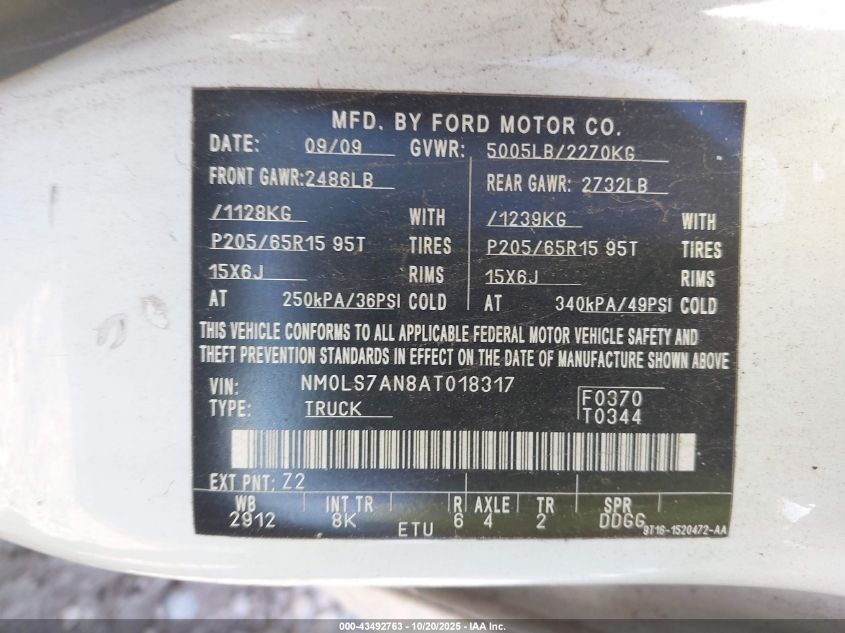 MFD. BY FORD MOTOR CO.
DATE: 09/09 GVWR: 5005LB/2270KG
FRONT GAWR:2486LB REAR GAWR: 2732LB
/1128KG WITH /1239KG WITH
P205/65R15 95T TIRES P205/65R15 95T TIRES
15X6J RIMS 15X6J RIMS
AT 250kPA/36PSI COLD AT 340kPA/49PSI COLD
THIS VEHICLE CONFORMS TO ALL APPLICABLE FEDERAL MOTOR VEHICLE SAFETY AND
THEFT PREVENTION STANDARDS IN EFFECT ON THE DATE OF MANUFACTURE SHOWN ABOVE
VIN: NM0LS7AN8AT018317
F0370
TYPE: TRUCK
T0344
EXT PNT: Z2
WB INT TR R AXLE TR SPR
2912 8K ETU 6 4 2 DDGG
9T16-1520472-AA
000-43492763 - 10/20/2025 - IAAI.COM